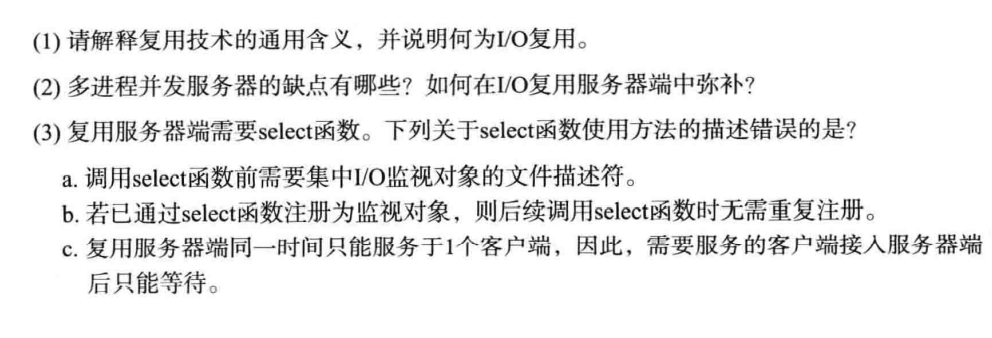 (1) 请解释复用技术的通用含义，并说明何为I/O复用。
(2) 多进程并发服务器的缺点有哪些？如何在I/O复用服务器端中弥补？
(3) 复用服务器端需要select函数。下列关于select函数使用方法的描述错误的是？
a. 调用select函数前需要集中I/O监视对象的文件描述符。
b. 若已通过select函数注册为监视对象，则后续调用select函数时无需重复注册。
c. 复用服务器端同一时间只能服务于1个客户端，因此，需要服务的客户端接入服务器端
后只能等待。